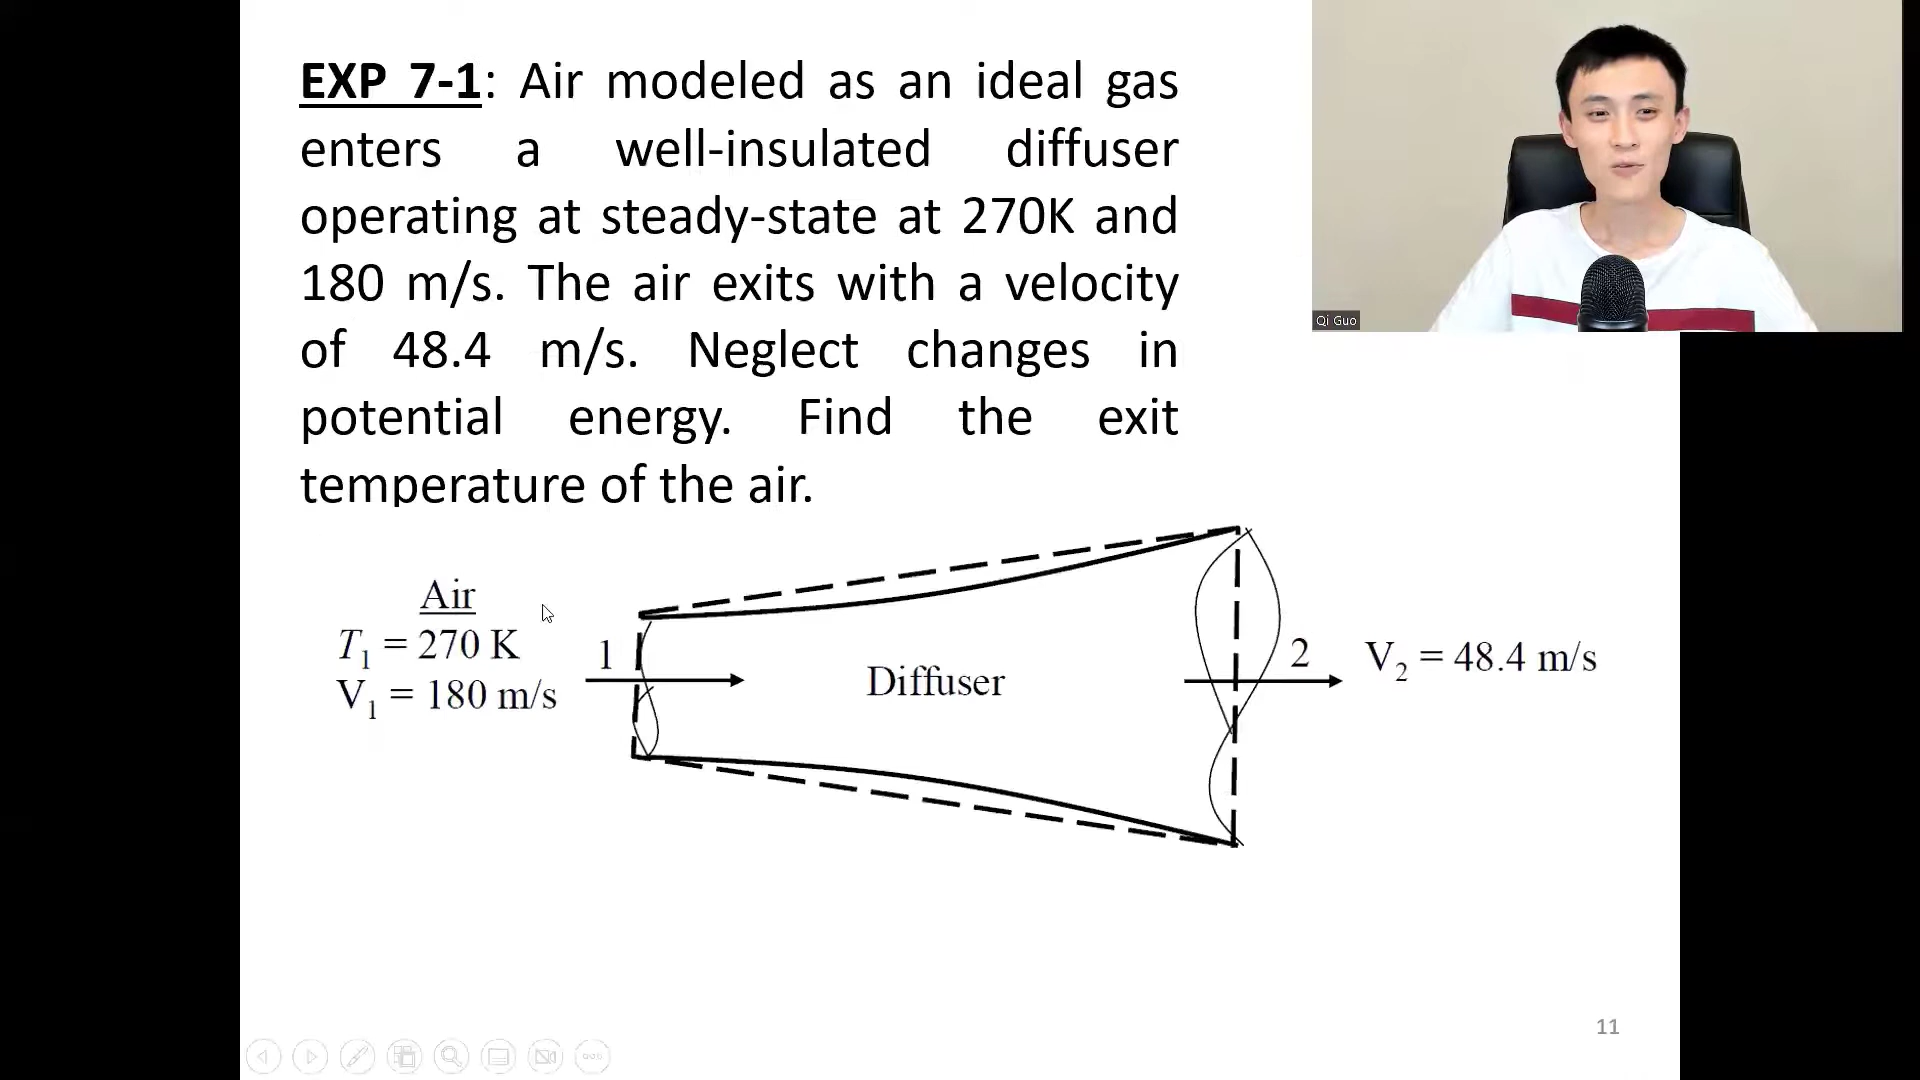 EXP 7-1: Air modeled as an ideal gas
enters a well-insulated diffuser
operating at steady-state at 270K and
180 m/s. The air exits with a velocity
of 48.4 m/s. Neglect changes in
potential energy. Find the exit
temperature of the air.
Qi Guo
Air
T₁ = 270 K
V₁ = 180 m/s
1
Diffuser
2
V₂ = 48.4 m/s
11